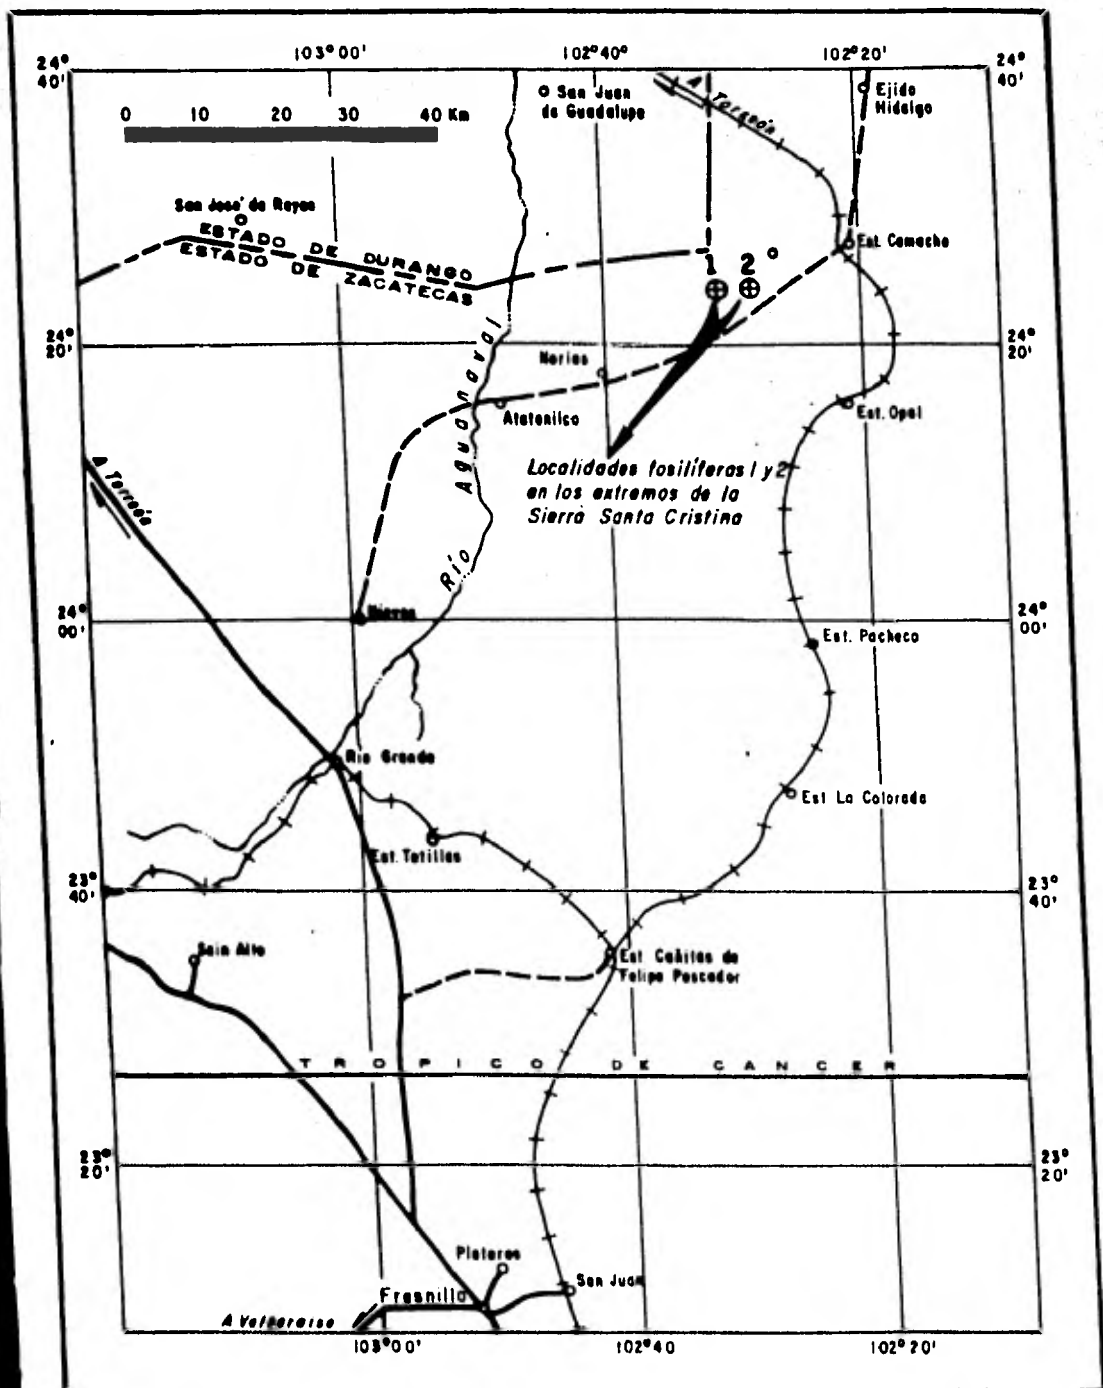 103°00' 102°40° 102°20'
24° 40'
24° 40'
0 10 20 30 40 Km
San Juan
de Guadalupe
A Torreón
Ejido
Hidalgo
San José de Reyes
ESTADO DE DURANGO
ESTADO DE ZACATECAS
Est. Camacho
1 2
24° 20'
24° 20'
Norias
Atotonilco
Est. Opal
Río Aguanaval
A Torreón
Localidades fosilíferas 1 y 2
en los extremos de la
Sierra Santa Cristina
24° 00'
24° 00'
Nieves
Est. Pacheco
Rio Grande
Est La Colorada
Est. Tetillas
23° 40'
23° 40'
Sain Alto
Est Cañitas de
Felipe Pescador
TROPICO DE CANCER
23° 20'
23° 20'
Plateros
San Juan
Fresnillo
A Valparaiso
103°00' 102°40 102°20'